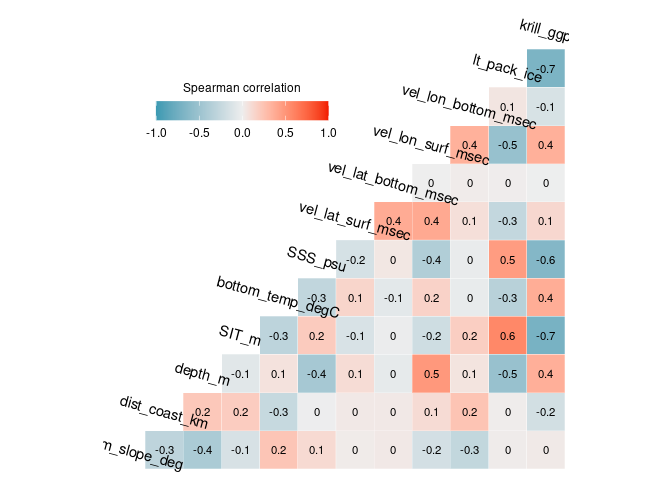 krill_ggp
lt_pack_ice -0.7
Spearman correlation
vel_lon_bottom_msec 0.1 -0.1
-1.0 -0.5 0.0 0.5 1.0
vel_lon_surf_msec 0.4 -0.5 0.4
vel_lat_bottom_msec 0 0 0 0
vel_lat_surf_msec 0.4 0.4 0.1 -0.3 0.1
SSS_psu -0.2 0 -0.4 0 0.5 -0.6
bottom_temp_degC -0.3 0.1 -0.1 0.2 0 -0.3 0.4
SIT_m -0.3 0.2 -0.1 0 -0.2 0.2 0.6 -0.7
depth_m -0.1 0.1 -0.4 0.1 0 0.5 0.1 -0.5 0.4
dist_coast_km 0.2 0.2 -0.3 0 0 0 0.1 0.2 0 -0.2
m_slope_deg -0.3 -0.4 -0.1 0.2 0.1 0 0 -0.2 -0.3 0 0